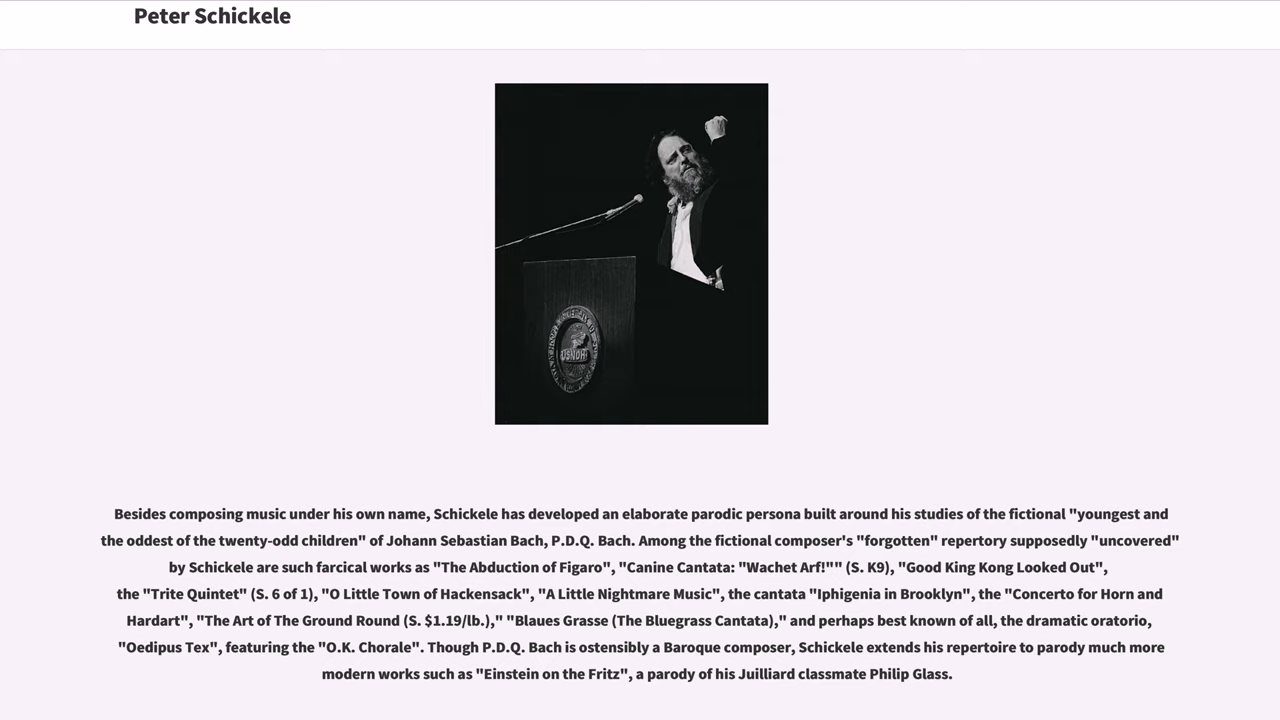 Peter Schickele
USNDH
Besides composing music under his own name, Schickele has developed an elaborate parodic persona built around his studies of the fictional "youngest and
the oddest of the twenty-odd children" of Johann Sebastian Bach, P.D.Q. Bach. Among the fictional composer's "forgotten" repertory supposedly "uncovered"
by Schickele are such farcical works as "The Abduction of Figaro", "Canine Cantata: "Wachet Arf!"" (S. K9), "Good King Kong Looked Out",
the "Trite Quintet" (S. 6 of 1), "O Little Town of Hackensack", "A Little Nightmare Music", the cantata "Iphigenia in Brooklyn", the "Concerto for Horn and
Hardart", "The Art of The Ground Round (S. $1.19/lb.)," "Blaues Grasse (The Bluegrass Cantata)," and perhaps best known of all, the dramatic oratorio,
"Oedipus Tex", featuring the "O.K. Chorale". Though P.D.Q. Bach is ostensibly a Baroque composer, Schickele extends his repertoire to parody much more
modern works such as "Einstein on the Fritz", a parody of his Juilliard classmate Philip Glass.